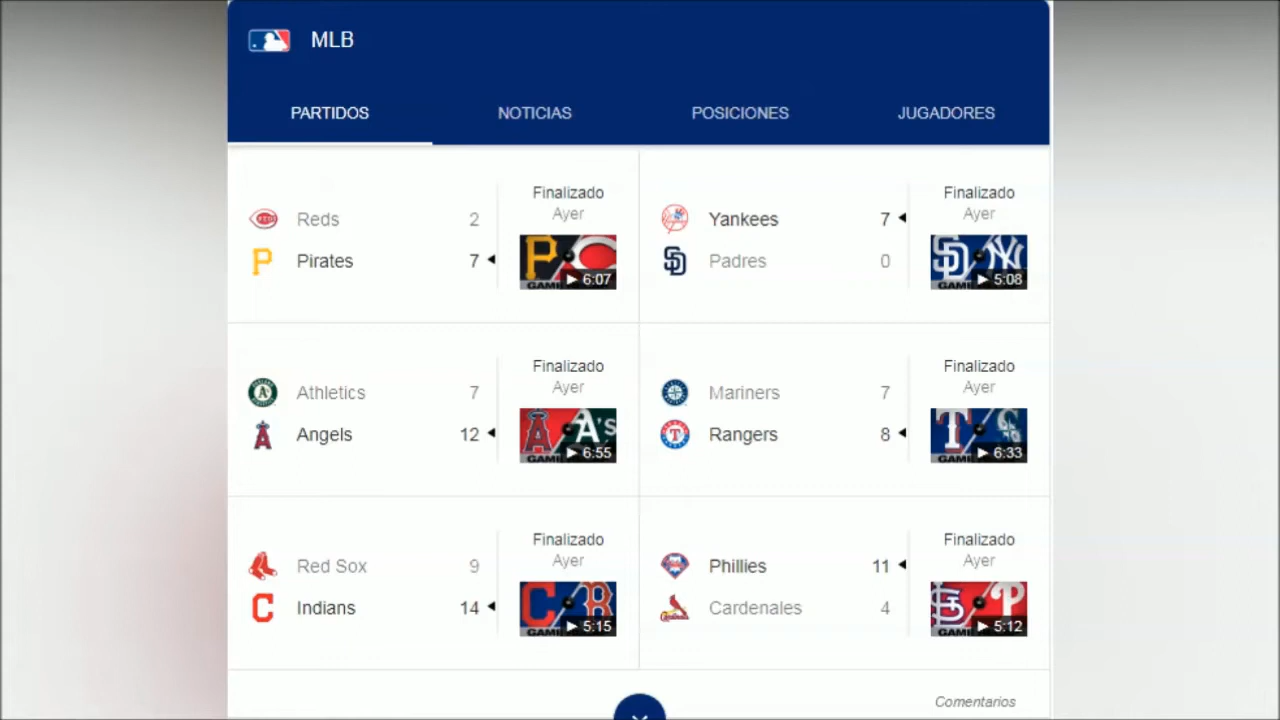 MLB
PARTIDOS NOTICIAS POSICIONES JUGADORES
Finalizado
Ayer
Reds 2
Pirates 7
6:07
Finalizado
Ayer
Yankees 7
Padres 0
5:08
Finalizado
Ayer
Athletics 7
Angels 12
6:55
Finalizado
Ayer
Mariners 7
Rangers 8
6:33
Finalizado
Ayer
Red Sox 9
Indians 14
5:15
Finalizado
Ayer
Phillies 11
Cardenales 4
5:12
Comentarios